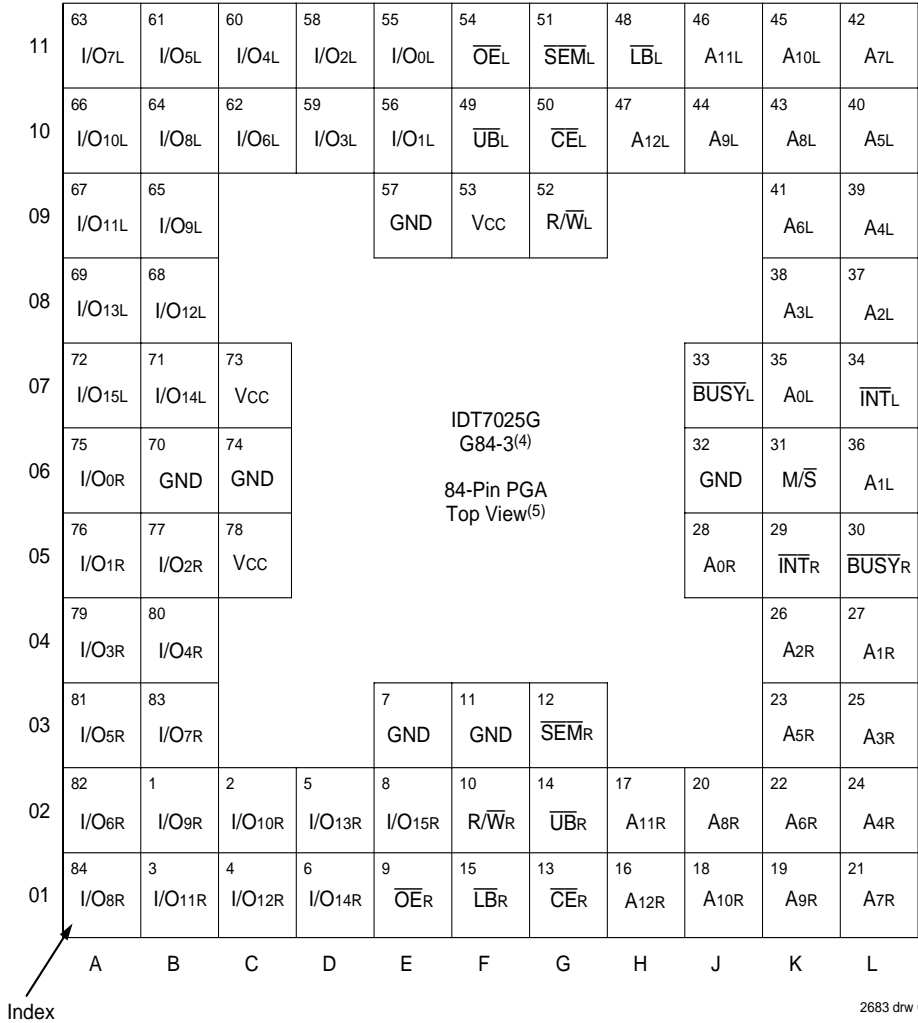 63 61 60 58 55 54 51 48 46 45 42
11 I/O7L I/O5L I/O4L I/O2L I/O0L OEL SEML LBL A11L A10L A7L
66 64 62 59 56 49 50 47 44 43 40
10 I/O10L I/O8L I/O6L I/O3L I/O1L UBL CEL A12L A9L A8L A5L
67 65 57 53 52 41 39
09 I/O11L I/O9L GND VCC R/WL A6L A4L
69 68 38 37
08 I/O13L I/O12L A3L A2L
72 71 73 33 35 34
07 I/O15L I/O14L VCC BUSYL A0L INTL
IDT7025G
G84-3(4)
75 70 74 32 31 36
06 I/O0R GND GND GND M/S A1L
84-Pin PGA
Top View(5)
76 77 78 28 29 30
05 I/O1R I/O2R VCC A0R INTR BUSYR
79 80 26 27
04 I/O3R I/O4R A2R A1R
81 83 7 11 12 23 25
03 I/O5R I/O7R GND GND SEMR A5R A3R
82 1 2 5 8 10 14 17 20 22 24
02 I/O6R I/O9R I/O10R I/O13R I/O15R R/WR UBR A11R A8R A6R A4R
84 3 4 6 9 15 13 16 18 19 21
01 I/O8R I/O11R I/O12R I/O14R OER LBR CER A12R A10R A9R A7R
A B C D E F G H J K L
Index
2683 drw